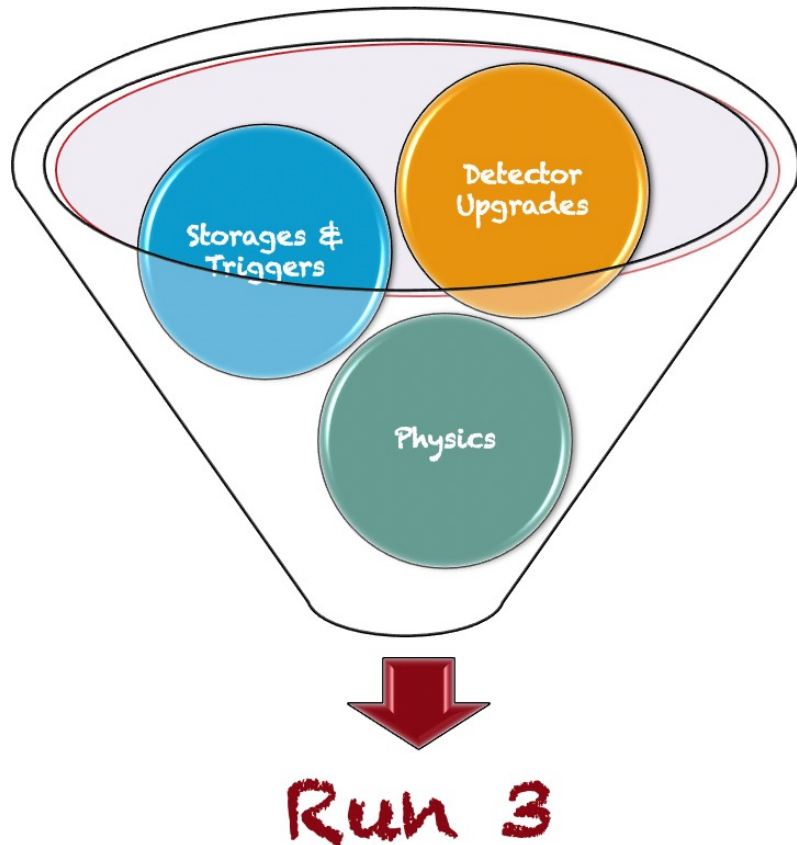 Detector
Upgrades
Storages &
Triggers
Physics
Run 3